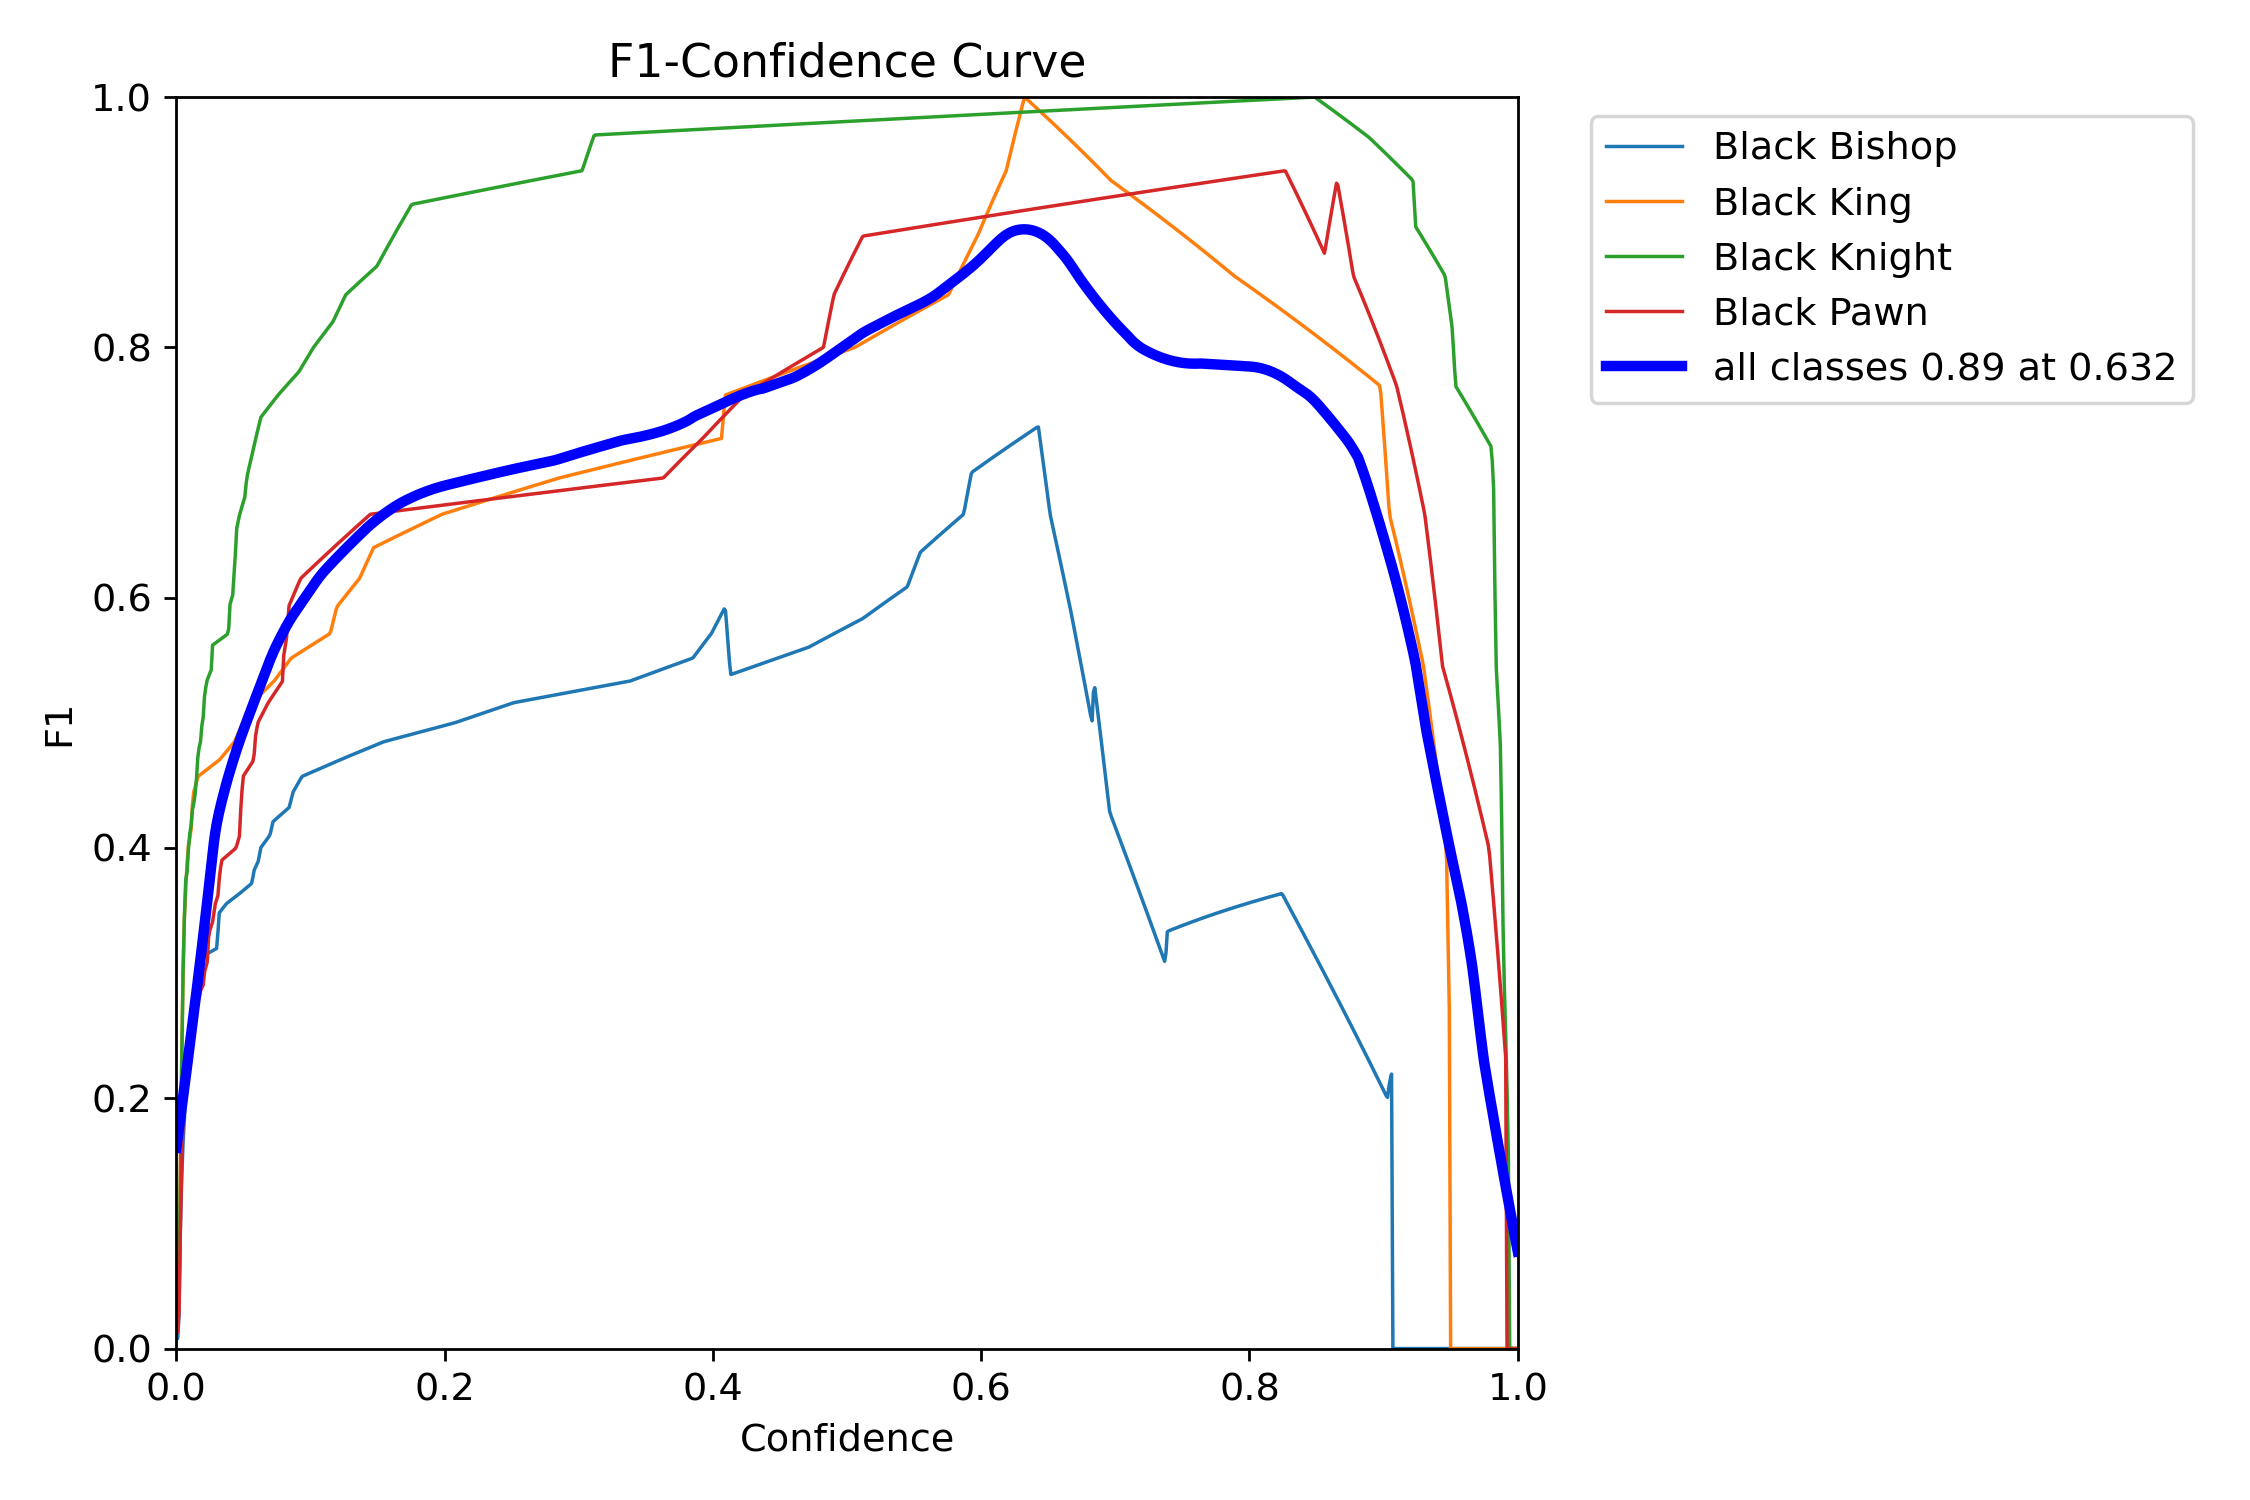 F1-Confidence Curve
1.0
0.8
0.6
0.4
0.2
0.0
F1
0.0 0.2 0.4 0.6 0.8 1.0
Confidence
Black Bishop
Black King
Black Knight
Black Pawn
all classes 0.89 at 0.632